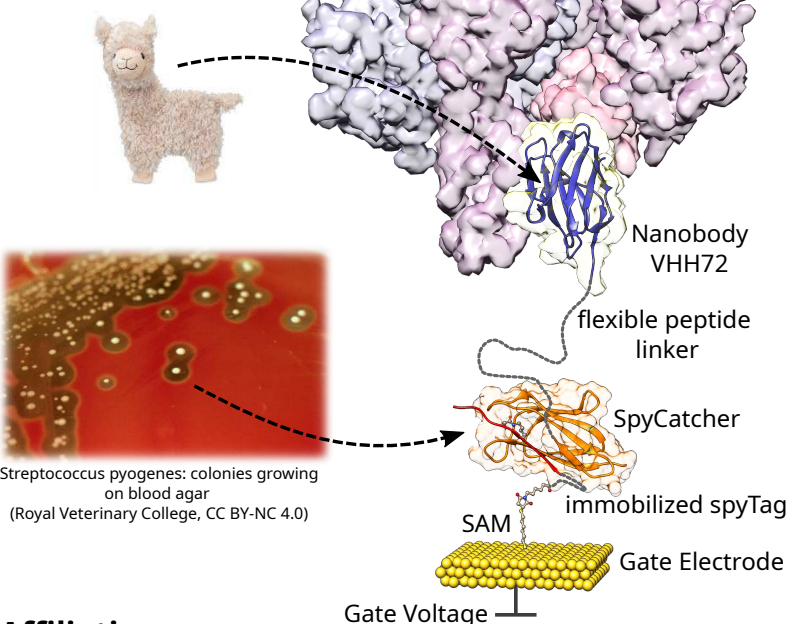 Nanobody
VHH72
flexible peptide
linker
SpyCatcher
Streptococcus pyogenes: colonies growing
on blood agar
(Royal Veterinary College, CC BY-NC 4.0)
immobilized spyTag
SAM
Gate Electrode
Gate Voltage